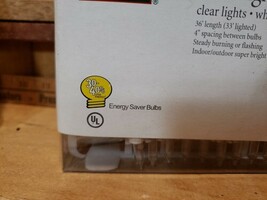 clear lights • wh
36' length (33' lighted)
4" spacing between bulbs
Steady burning or flashing
Indoor/outdoor super bright
Energy Saver Bulbs
UL